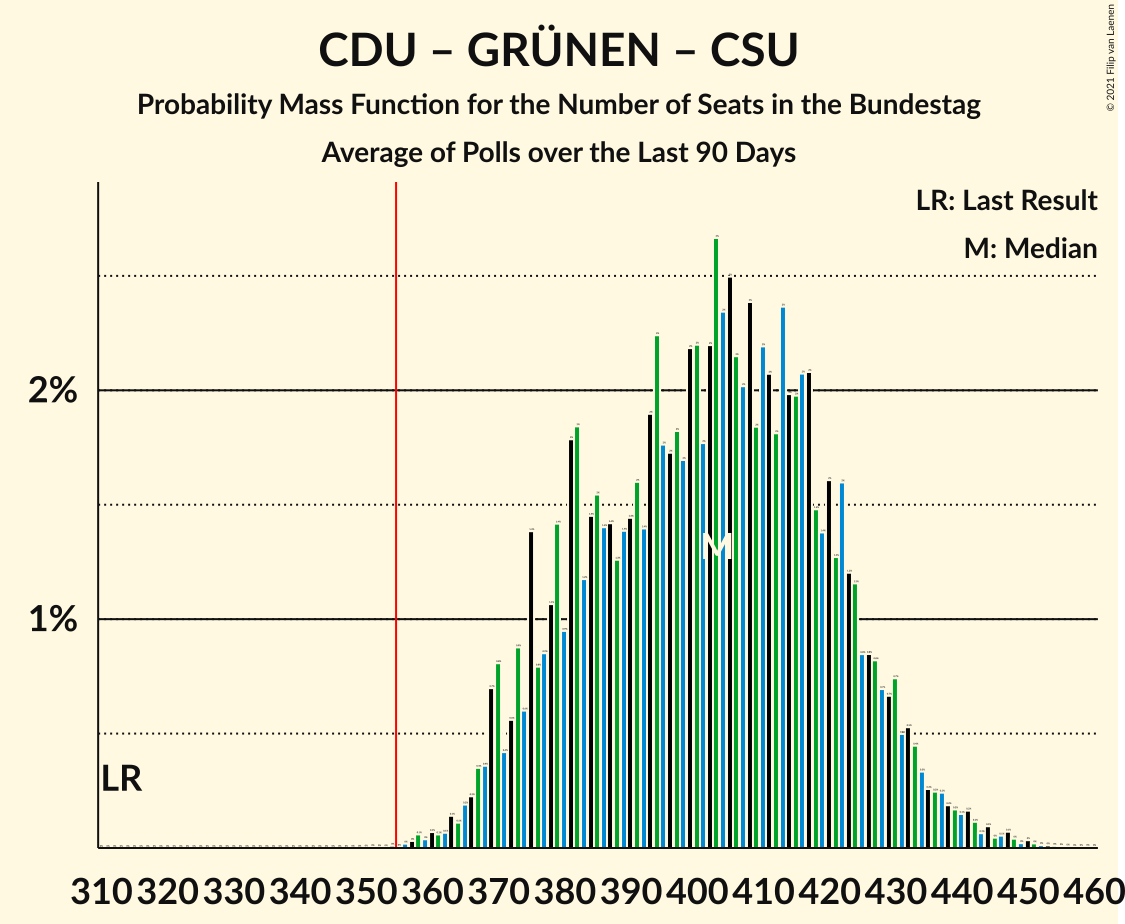 CDU – GRÜNEN – CSU
Probability Mass Function for the Number of Seats in the Bundestag
Average of Polls over the Last 90 Days
© 2021 Filip van Laenen
LR: Last Result
M: Median
2%
1%
M
LR
310 320 330 340 350 360 370 380 390 400 410 420 430 440 450 460